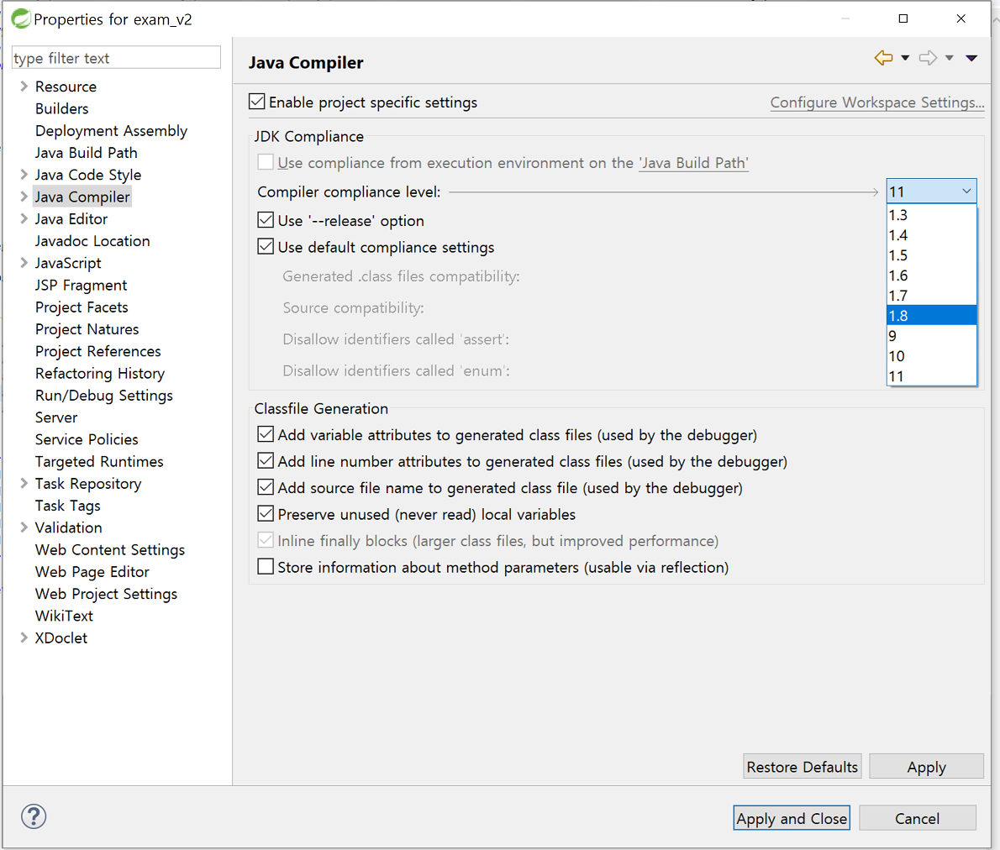 Properties for exam_v2
type filter text
Resource
Builders
Deployment Assembly
Java Build Path
Java Code Style
Java Compiler
Java Editor
Javadoc Location
JavaScript
JSP Fragment
Project Facets
Project Natures
Project References
Refactoring History
Run/Debug Settings
Server
Service Policies
Targeted Runtimes
Task Repository
Task Tags
Validation
Web Content Settings
Web Page Editor
Web Project Settings
WikiText
XDoclet
Java Compiler
Enable project specific settings
Configure Workspace Settings...
JDK Compliance
Use compliance from execution environment on the 'Java Build Path'
Compiler compliance level:
11
1.3
1.4
1.5
1.6
1.7
1.8
9
10
11
Use '--release' option
Use default compliance settings
Generated .class files compatibility:
Source compatibility:
Disallow identifiers called 'assert':
Disallow identifiers called 'enum':
Classfile Generation
Add variable attributes to generated class files (used by the debugger)
Add line number attributes to generated class files (used by the debugger)
Add source file name to generated class file (used by the debugger)
Preserve unused (never read) local variables
Inline finally blocks (larger class files, but improved performance)
Store information about method parameters (usable via reflection)
Restore Defaults
Apply
?
Apply and Close
Cancel